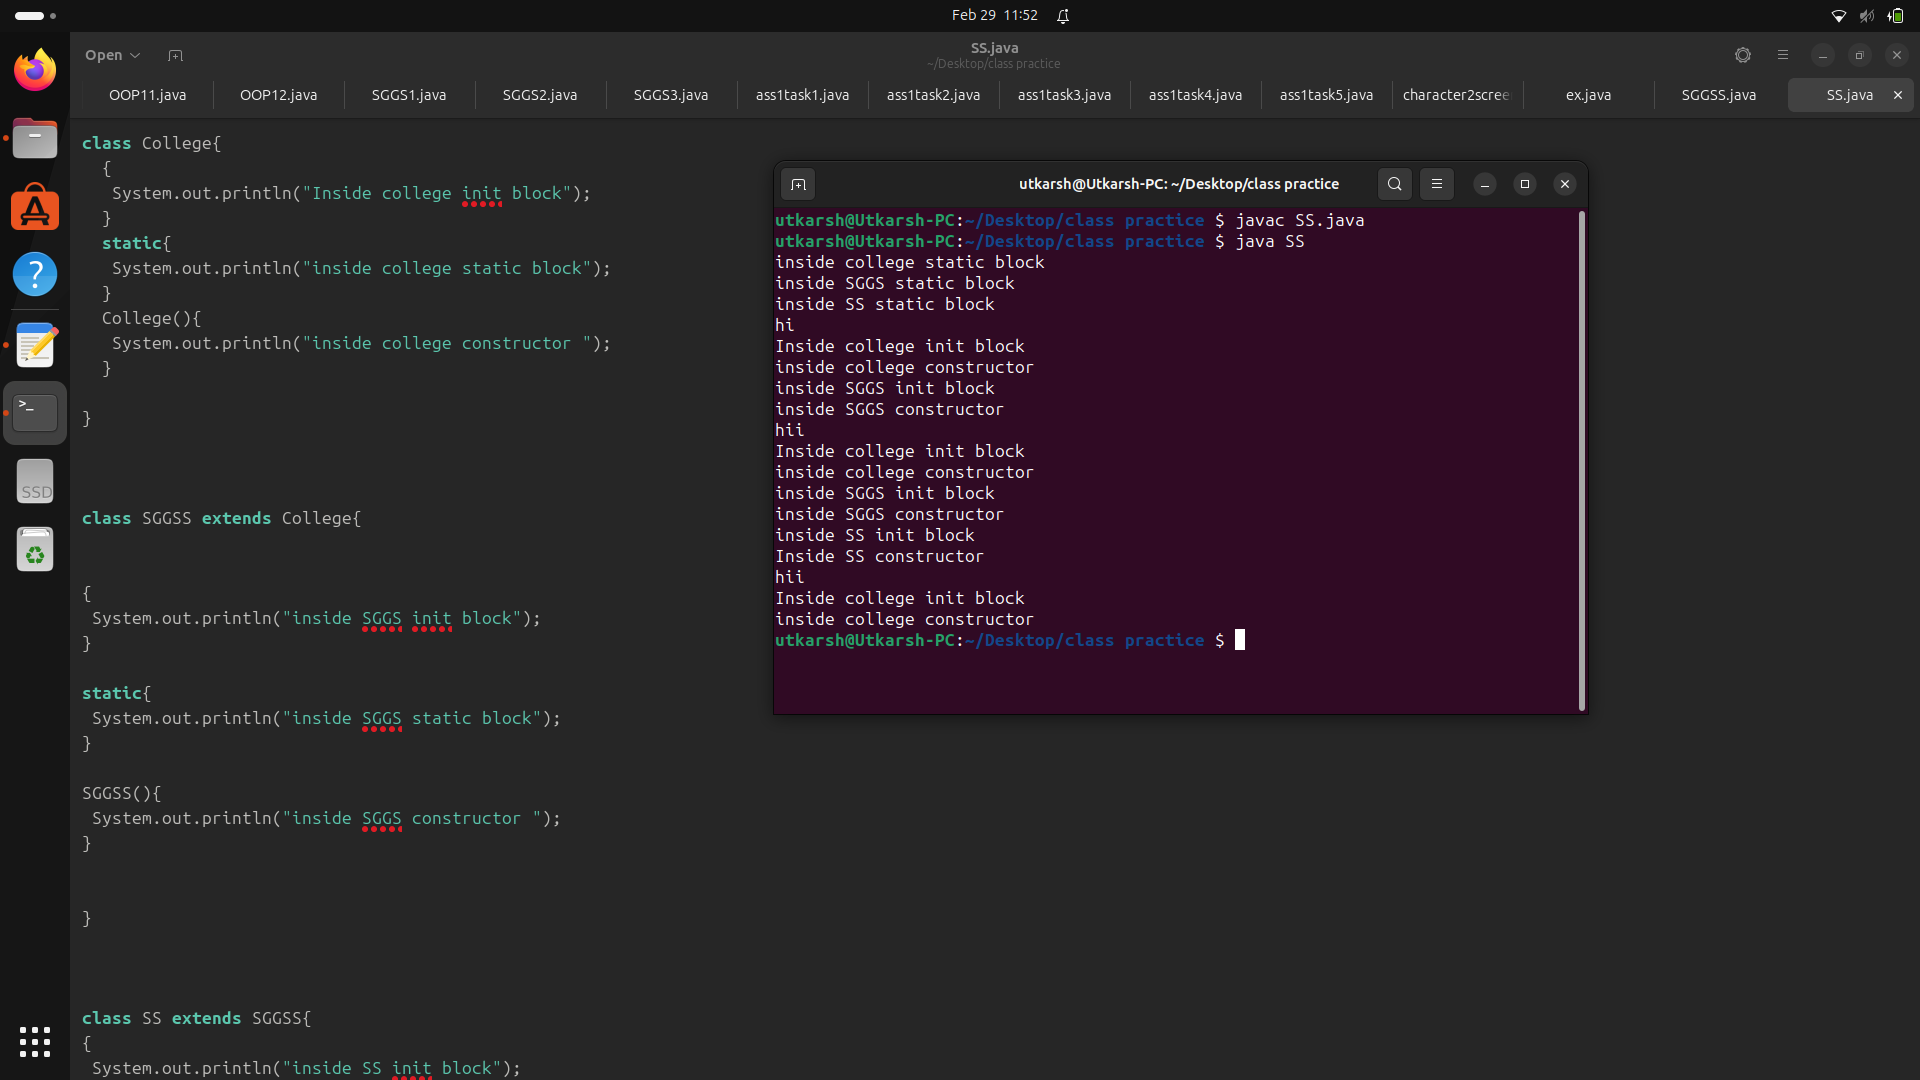 Feb 29 11:52
Open
SS.java
~/Desktop/class practice
OOP11.java
OOP12.java
SGGS1.java
SGGS2.java
SGGS3.java
ass1task1.java
ass1task2.java
ass1task3.java
ass1task4.java
ass1task5.java
character2scree
ex.java
SGGSS.java
SS.java
class College{
{
System.out.println("Inside college init block");
}
static{
System.out.println("inside college static block");
}
College(){
System.out.println("inside college constructor ");
}
}
class SGGSS extends College{
{
System.out.println("inside SGGS init block");
}
static{
System.out.println("inside SGGS static block");
}
SGGSS(){
System.out.println("inside SGGS constructor ");
}
}
class SS extends SGGSS{
{
System.out.println("inside SS init block");
utkarsh@Utkarsh-PC: ~/Desktop/class practice
utkarsh@Utkarsh-PC:~/Desktop/class practice $ javac SS.java
utkarsh@Utkarsh-PC:~/Desktop/class practice $ java SS
inside college static block
inside SGGS static block
inside SS static block
hi
Inside college init block
inside college constructor
inside SGGS init block
inside SGGS constructor
hii
Inside college init block
inside college constructor
inside SGGS init block
inside SGGS constructor
inside SS init block
Inside SS constructor
hii
Inside college init block
inside college constructor
utkarsh@Utkarsh-PC:~/Desktop/class practice $
SSD